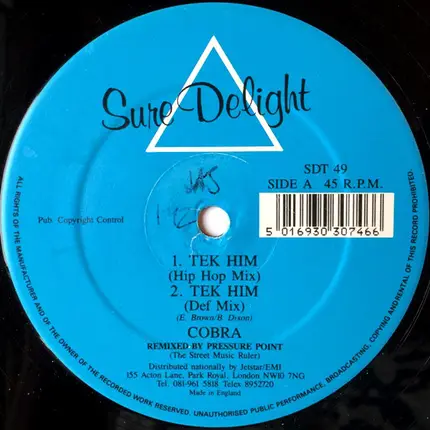 Sure Delight
SDT 49
SIDE A 45 R.P.M.
Pub. Copyright Control
5 016930 307466
1. TEK HIM
(Hip Hop Mix)
2. TEK HIM
(Def Mix)
(E. Brown/B. Dixon)
COBRA
REMIXED BY PRESSURE POINT
(The Street Music Ruler)
Distributed nationally by Jetstar/EMI
155 Acton Lane, Park Royal, London NW10 7NQ
Tel: 081-961 5818 Telex 8952720
Made in England
ALL RIGHTS OF THE MANUFACTURER AND OF THE OWNER OF THE RECORDED WORK RESERVED. UNAUTHORISED PUBLIC PERFORMANCE, BROADCASTING, COPYING AND RENTAL OF THIS RECORD PROHIBITED.